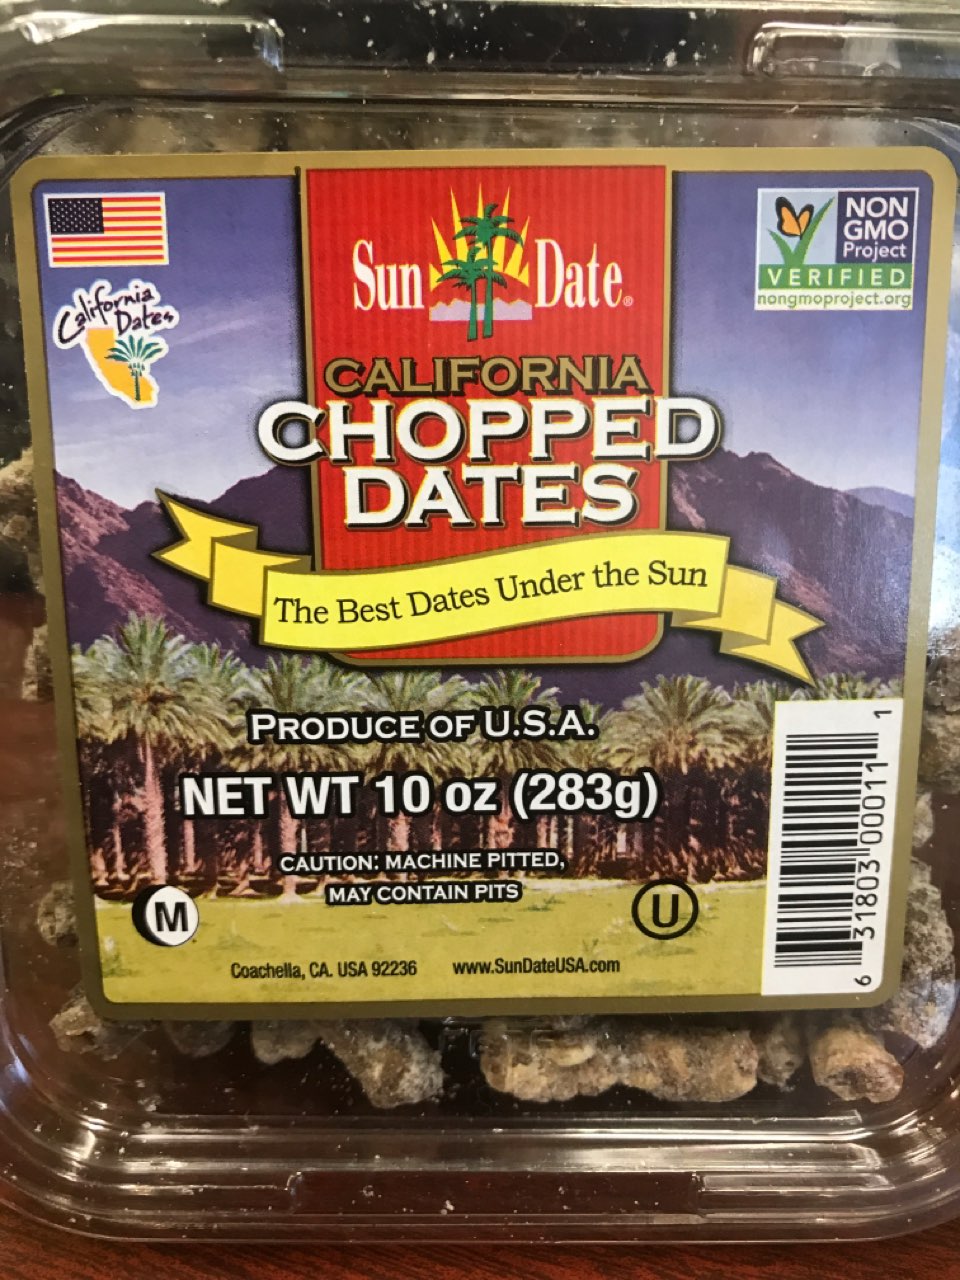 California
Dates
Sun Date®
NON
GMO
Project
VERIFIED
nongmoproject.org
CALIFORNIA
CHOPPED
DATES
The Best Dates Under the Sun
PRODUCE OF U.S.A.
NET WT 10 oz (283g)
CAUTION: MACHINE PITTED,
MAY CONTAIN PITS
M
U
Coachella, CA. USA 92236 www.SunDateUSA.com
6 31803 00011 1